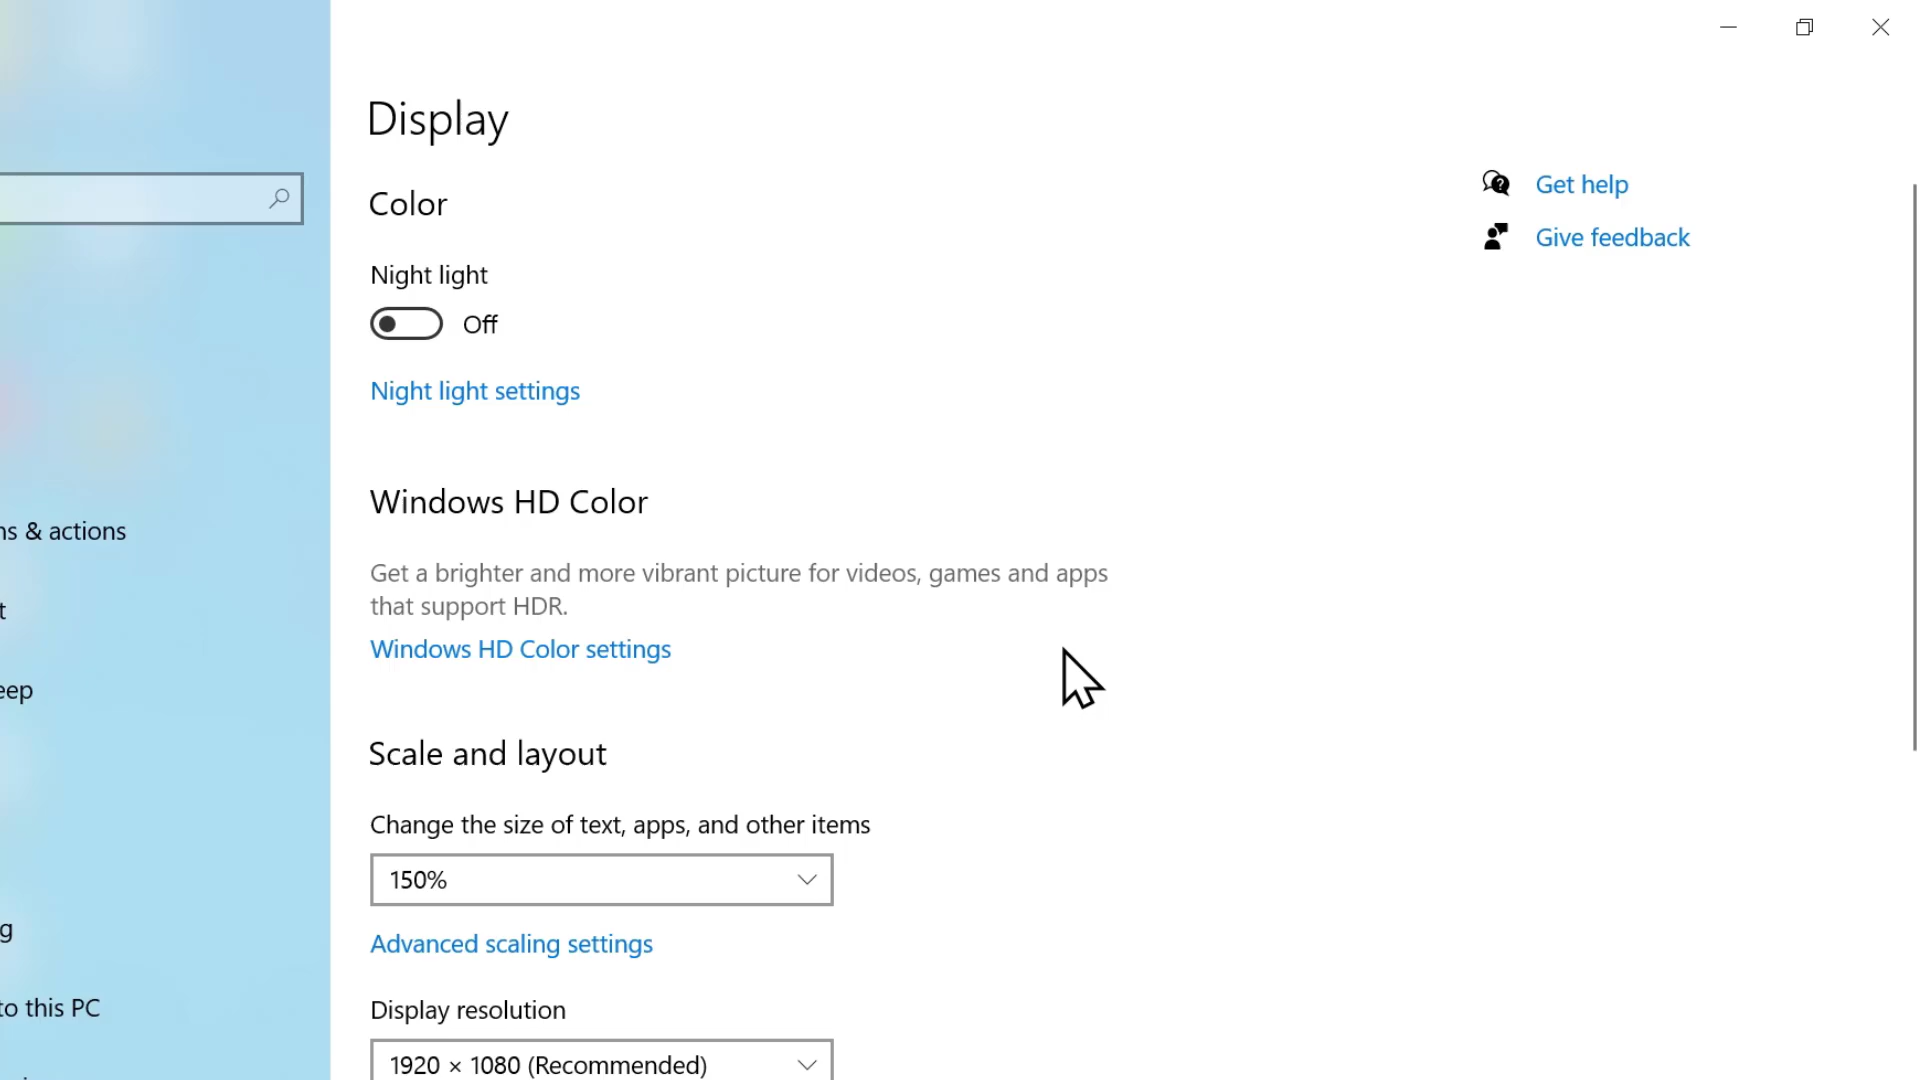 Display
Color
Night light
Off
Night light settings
Get help
Give feedback
Windows HD Color
Get a brighter and more vibrant picture for videos, games and apps
that support HDR.
Windows HD Color settings
Scale and layout
Change the size of text, apps, and other items
150%
Advanced scaling settings
Display resolution
1920 × 1080 (Recommended)
& actions
to this PC